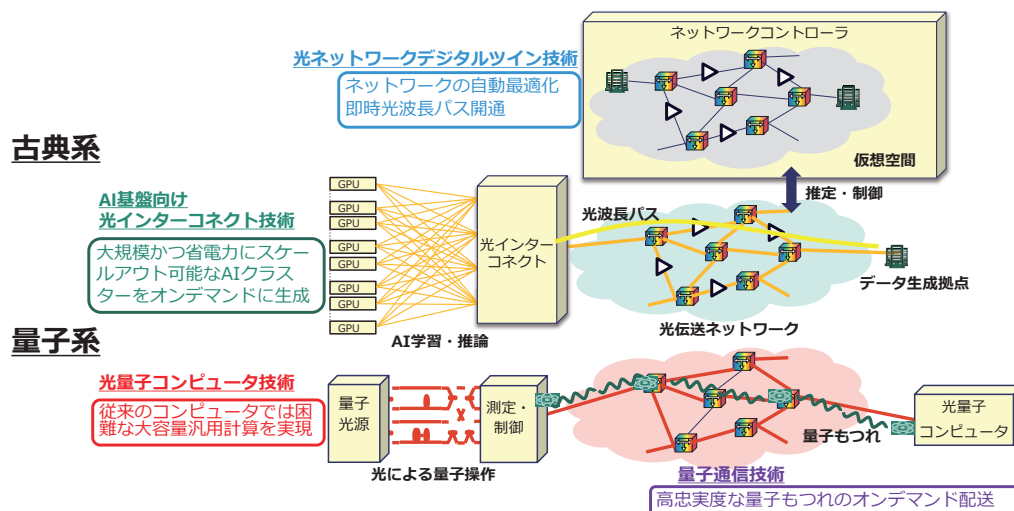 ネットワークコントローラ
光ネットワークデジタルツイン技術
ネットワークの自動最適化
即時光波長パス開通
仮想空間
古典系
推定・制御
AI基盤向け
光インターコネクト技術
大規模かつ省電力にスケー
ルアウト可能なAIクラス
ターをオンデマンドに生成
GPU
GPU
GPU
GPU
GPU
GPU
GPU
GPU
光インター
コネクト
光波長パス
データ生成拠点
光伝送ネットワーク
AI学習・推論
量子系
光量子コンピュータ技術
従来のコンピュータでは困
難な大容量汎用計算を実現
量子
光源
測定・
制御
光による量子操作
量子もつれ
光量子
コンピュータ
量子通信技術
高忠実度な量子もつれのオンデマンド配送